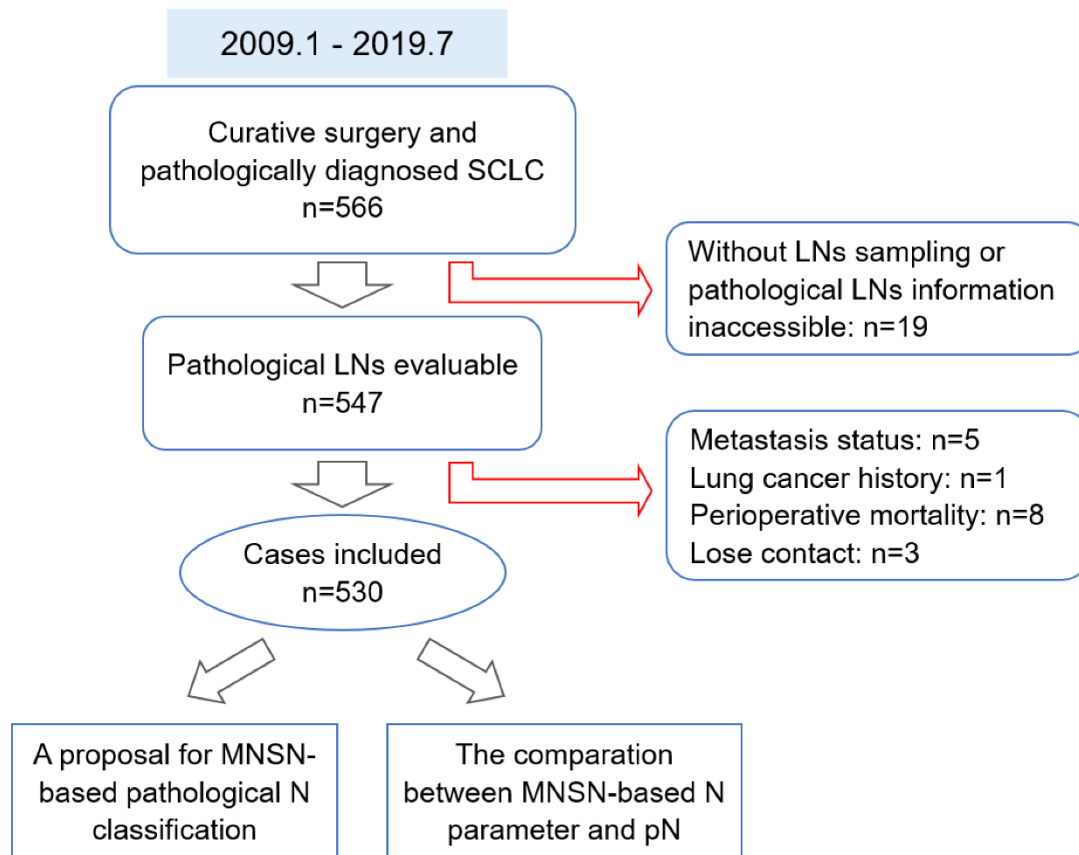 2009.1 - 2019.7
Curative surgery and
pathologically diagnosed SCLC
n=566
Without LNs sampling or
pathological LNs information
inaccessible: n=19
Pathological LNs evaluable
n=547
Metastasis status: n=5
Lung cancer history: n=1
Perioperative mortality: n=8
Lose contact: n=3
Cases included
n=530
A proposal for MNSN-
based pathological N
classification
The comparation
between MNSN-based N
parameter and pN